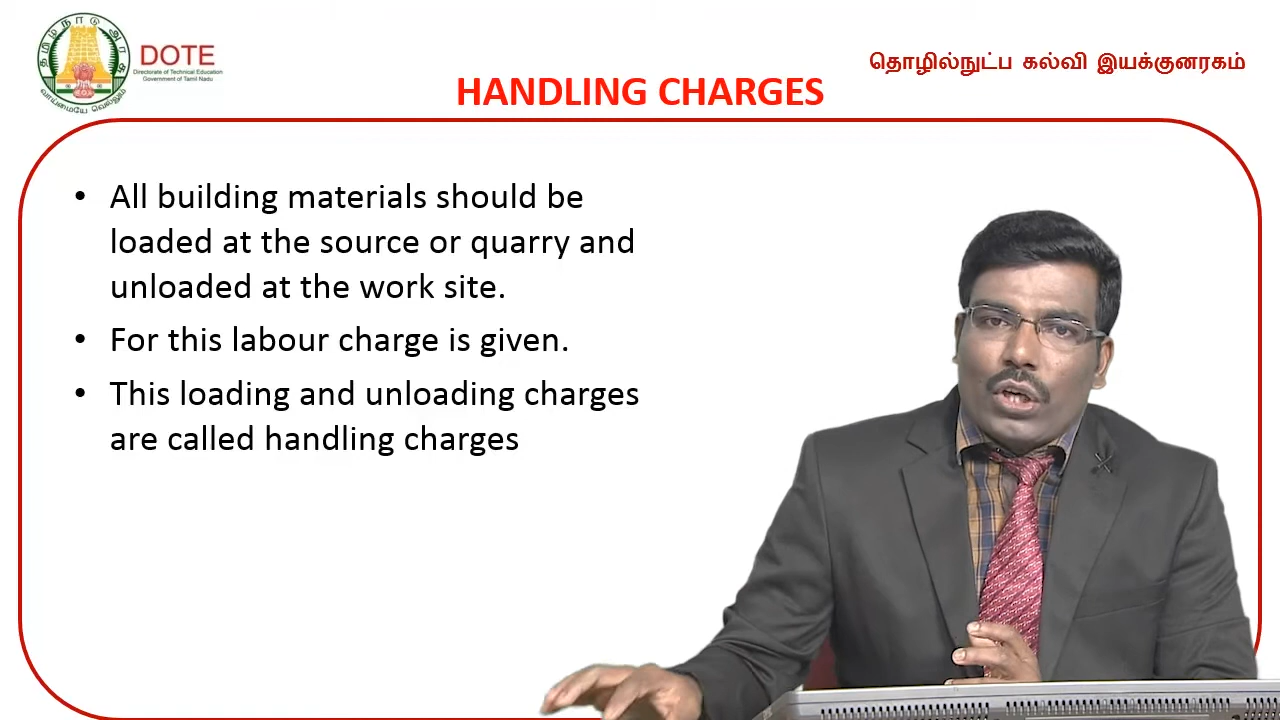 தமிழ்நாடு அரசு
வாய்மையே வெல்லும்
DOTE
Directorate of Technical Education
Government of Tamil Nadu
தொழில்நுட்ப கல்வி இயக்குனரகம்
HANDLING CHARGES
• All building materials should be
loaded at the source or quarry and
unloaded at the work site.
• For this labour charge is given.
• This loading and unloading charges
are called handling charges